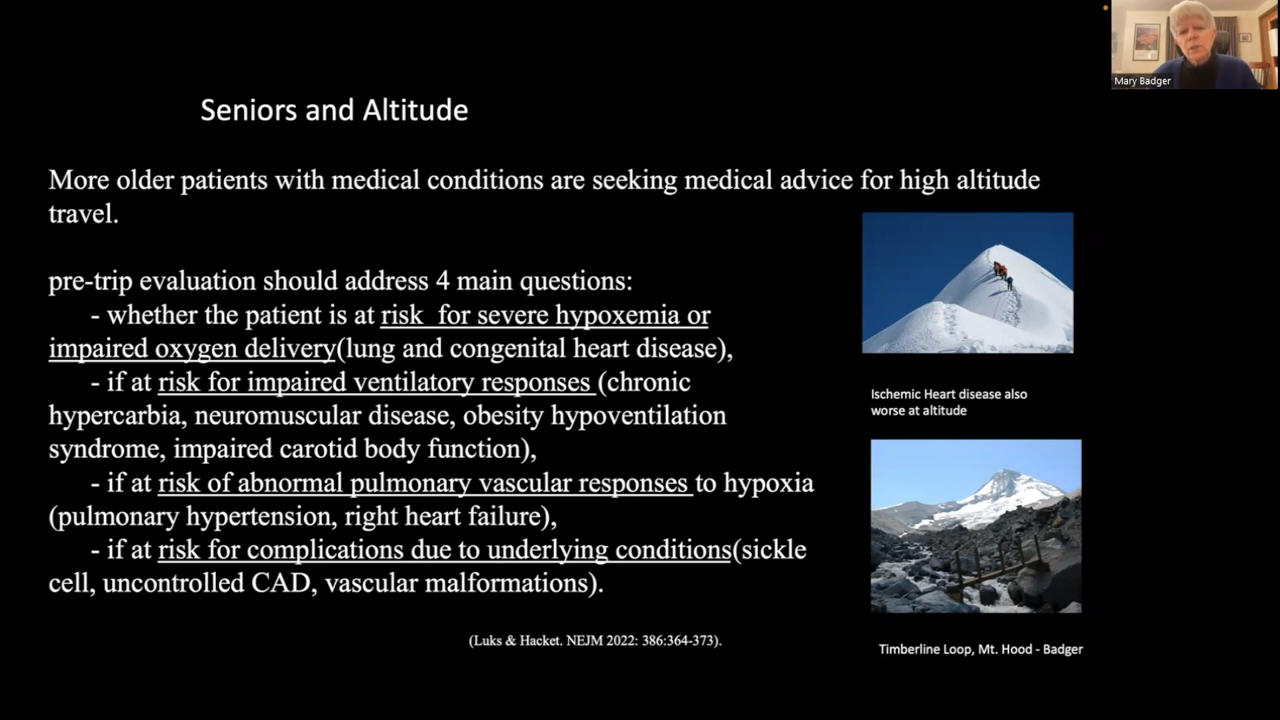 Mary Badger
Seniors and Altitude
More older patients with medical conditions are seeking medical advice for high altitude
travel.
pre-trip evaluation should address 4 main questions:
- whether the patient is at risk for severe hypoxemia or
impaired oxygen delivery(lung and congenital heart disease),
- if at risk for impaired ventilatory responses (chronic
hypercarbia, neuromuscular disease, obesity hypoventilation
syndrome, impaired carotid body function),
- if at risk of abnormal pulmonary vascular responses to hypoxia
(pulmonary hypertension, right heart failure),
- if at risk for complications due to underlying conditions(sickle
cell, uncontrolled CAD, vascular malformations).
(Luks & Hacket. NEJM 2022: 386:364-373).
Ischemic Heart disease also
worse at altitude
Timberline Loop, Mt. Hood - Badger